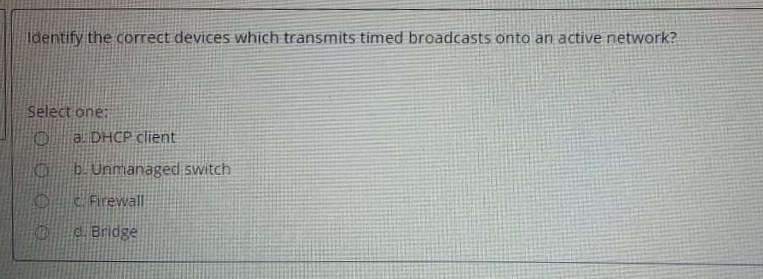 Identify the correct devices which transmits timed broadcasts onto an active network?
Select one:
a. DHCP client
b. Unmanaged switch
c. Firewall
d. Bridge